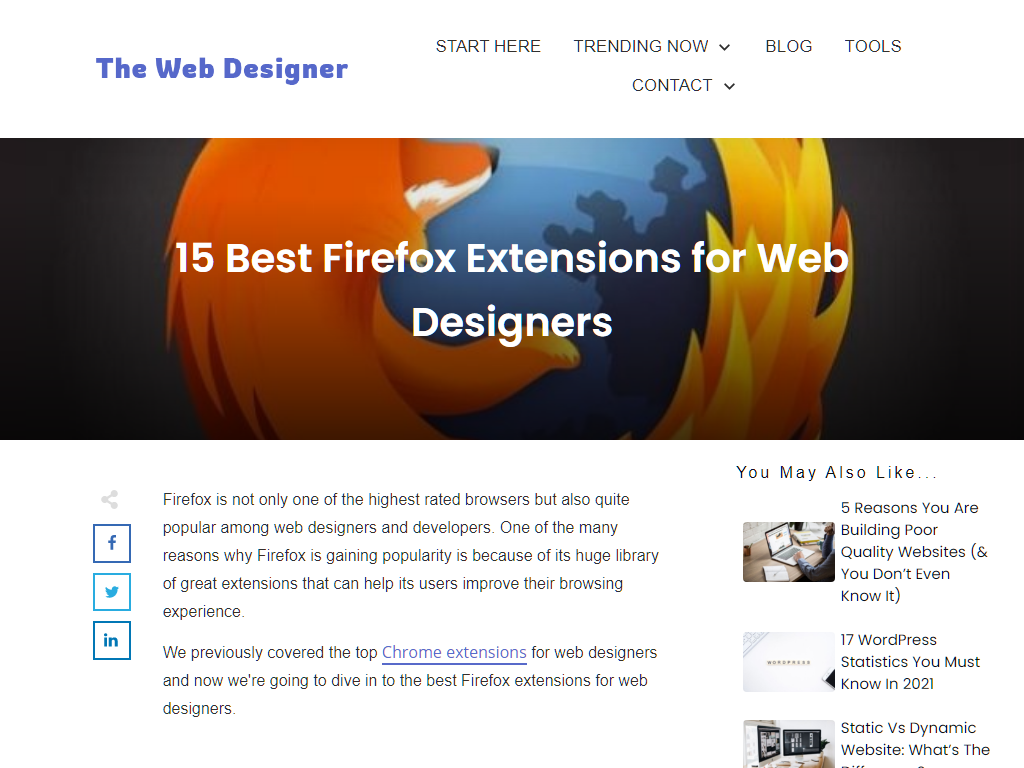 The Web Designer
START HERE
TRENDING NOW
BLOG
TOOLS
CONTACT
15 Best Firefox Extensions for Web
Designers
Firefox is not only one of the highest rated browsers but also quite
popular among web designers and developers. One of the many
reasons why Firefox is gaining popularity is because of its huge library
of great extensions that can help its users improve their browsing
experience.
We previously covered the top Chrome extensions for web designers
and now we're going to dive in to the best Firefox extensions for web
designers.
You May Also Like...
5 Reasons You Are
Building Poor
Quality Websites (&
You Don’t Even
Know It)
WORDPRESS
17 WordPress
Statistics You Must
Know In 2021
Static Vs Dynamic
Website: What’s The